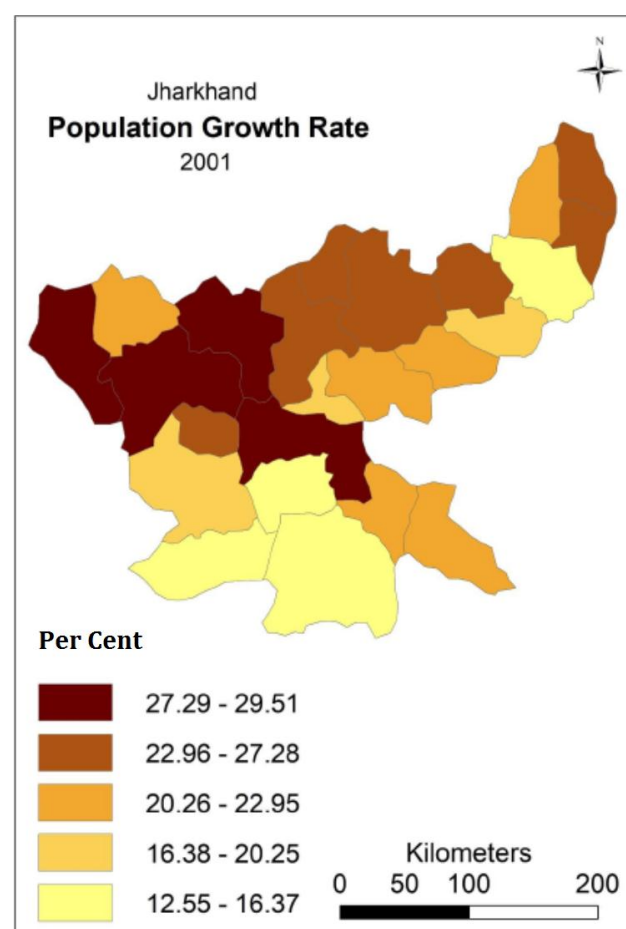 N
Jharkhand
Population Growth Rate
2001
Per Cent
27.29 - 29.51
22.96 - 27.28
20.26 - 22.95
16.38 - 20.25
12.55 - 16.37
Kilometers
0 50 100 200